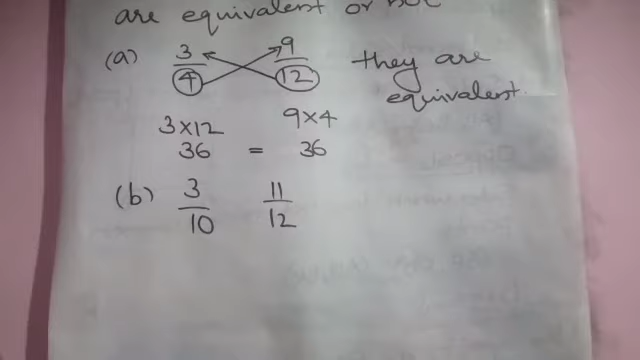 are equivalent or not
(a) 3/4 9/12 they are
equivalent.
3×12 9×4
36 = 36
(b) 3/10 11/12